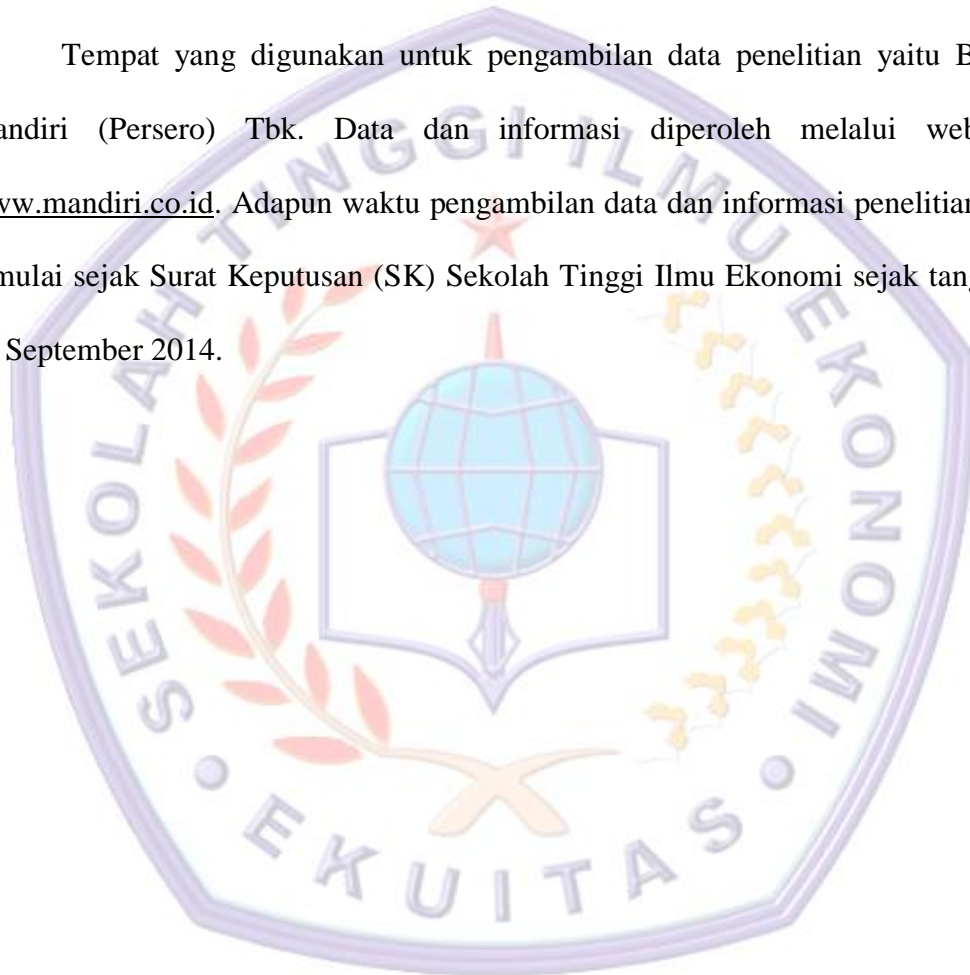 Tempat yang digunakan untuk pengambilan data penelitian yaitu B
andiri (Persero) Tbk. Data dan informasi diperoleh melalui web
ww.mandiri.co.id. Adapun waktu pengambilan data dan informasi penelitian
mulai sejak Surat Keputusan (SK) Sekolah Tinggi Ilmu Ekonomi sejak tang
September 2014.
SEKOLAH TINGGI ILMU EKONOMI
• EKUITAS •